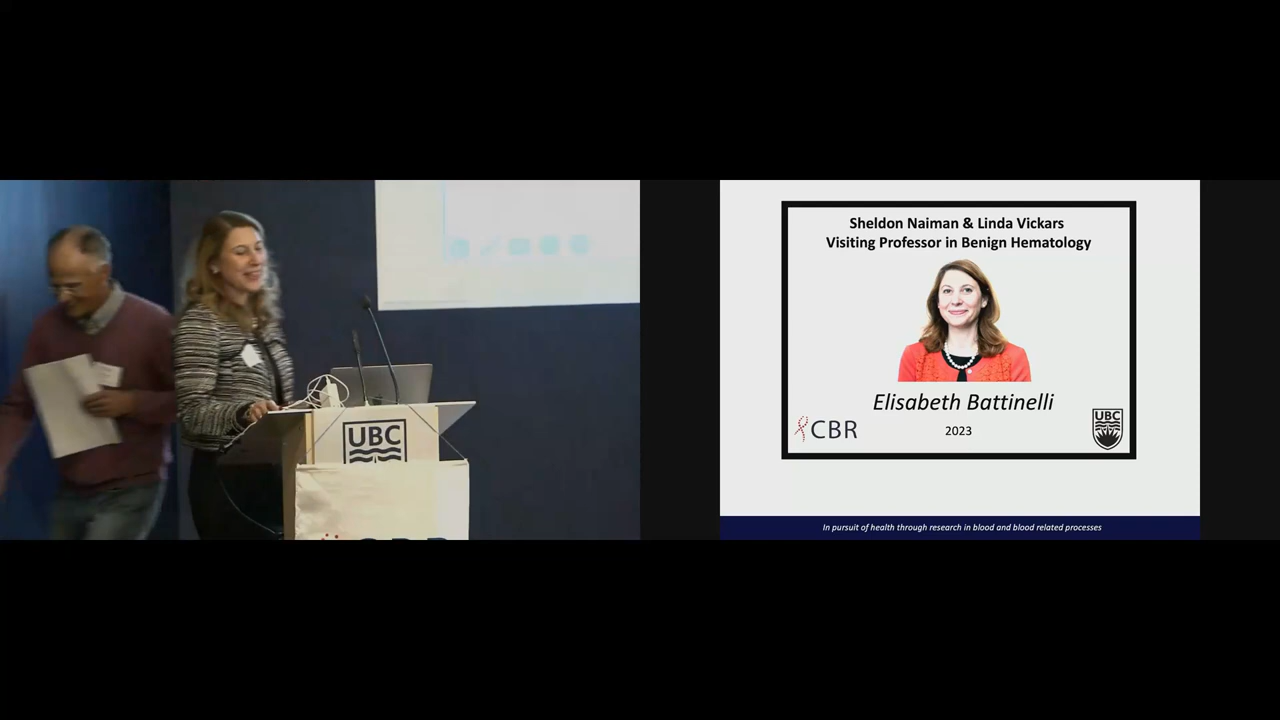 UBC
CBR
Sheldon Naiman & Linda Vickars
Visiting Professor in Benign Hematology
Elisabeth Battinelli
CBR
2023
UBC
In pursuit of health through research in blood and blood related processes